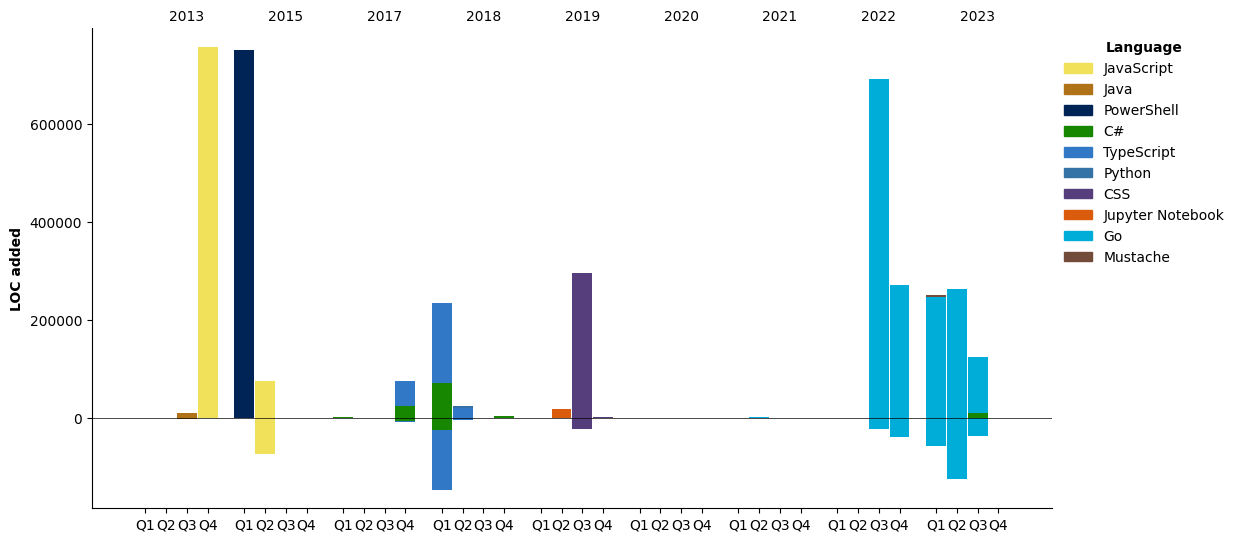 2013 2015 2017 2018 2019 2020 2021 2022 2023
Language
JavaScript
Java
PowerShell
C#
TypeScript
Python
CSS
Jupyter Notebook
Go
Mustache
LOC added
600000
400000
200000
0
Q1 Q2 Q3 Q4 Q1 Q2 Q3 Q4 Q1 Q2 Q3 Q4 Q1 Q2 Q3 Q4 Q1 Q2 Q3 Q4 Q1 Q2 Q3 Q4 Q1 Q2 Q3 Q4 Q1 Q2 Q3 Q4 Q1 Q2 Q3 Q4